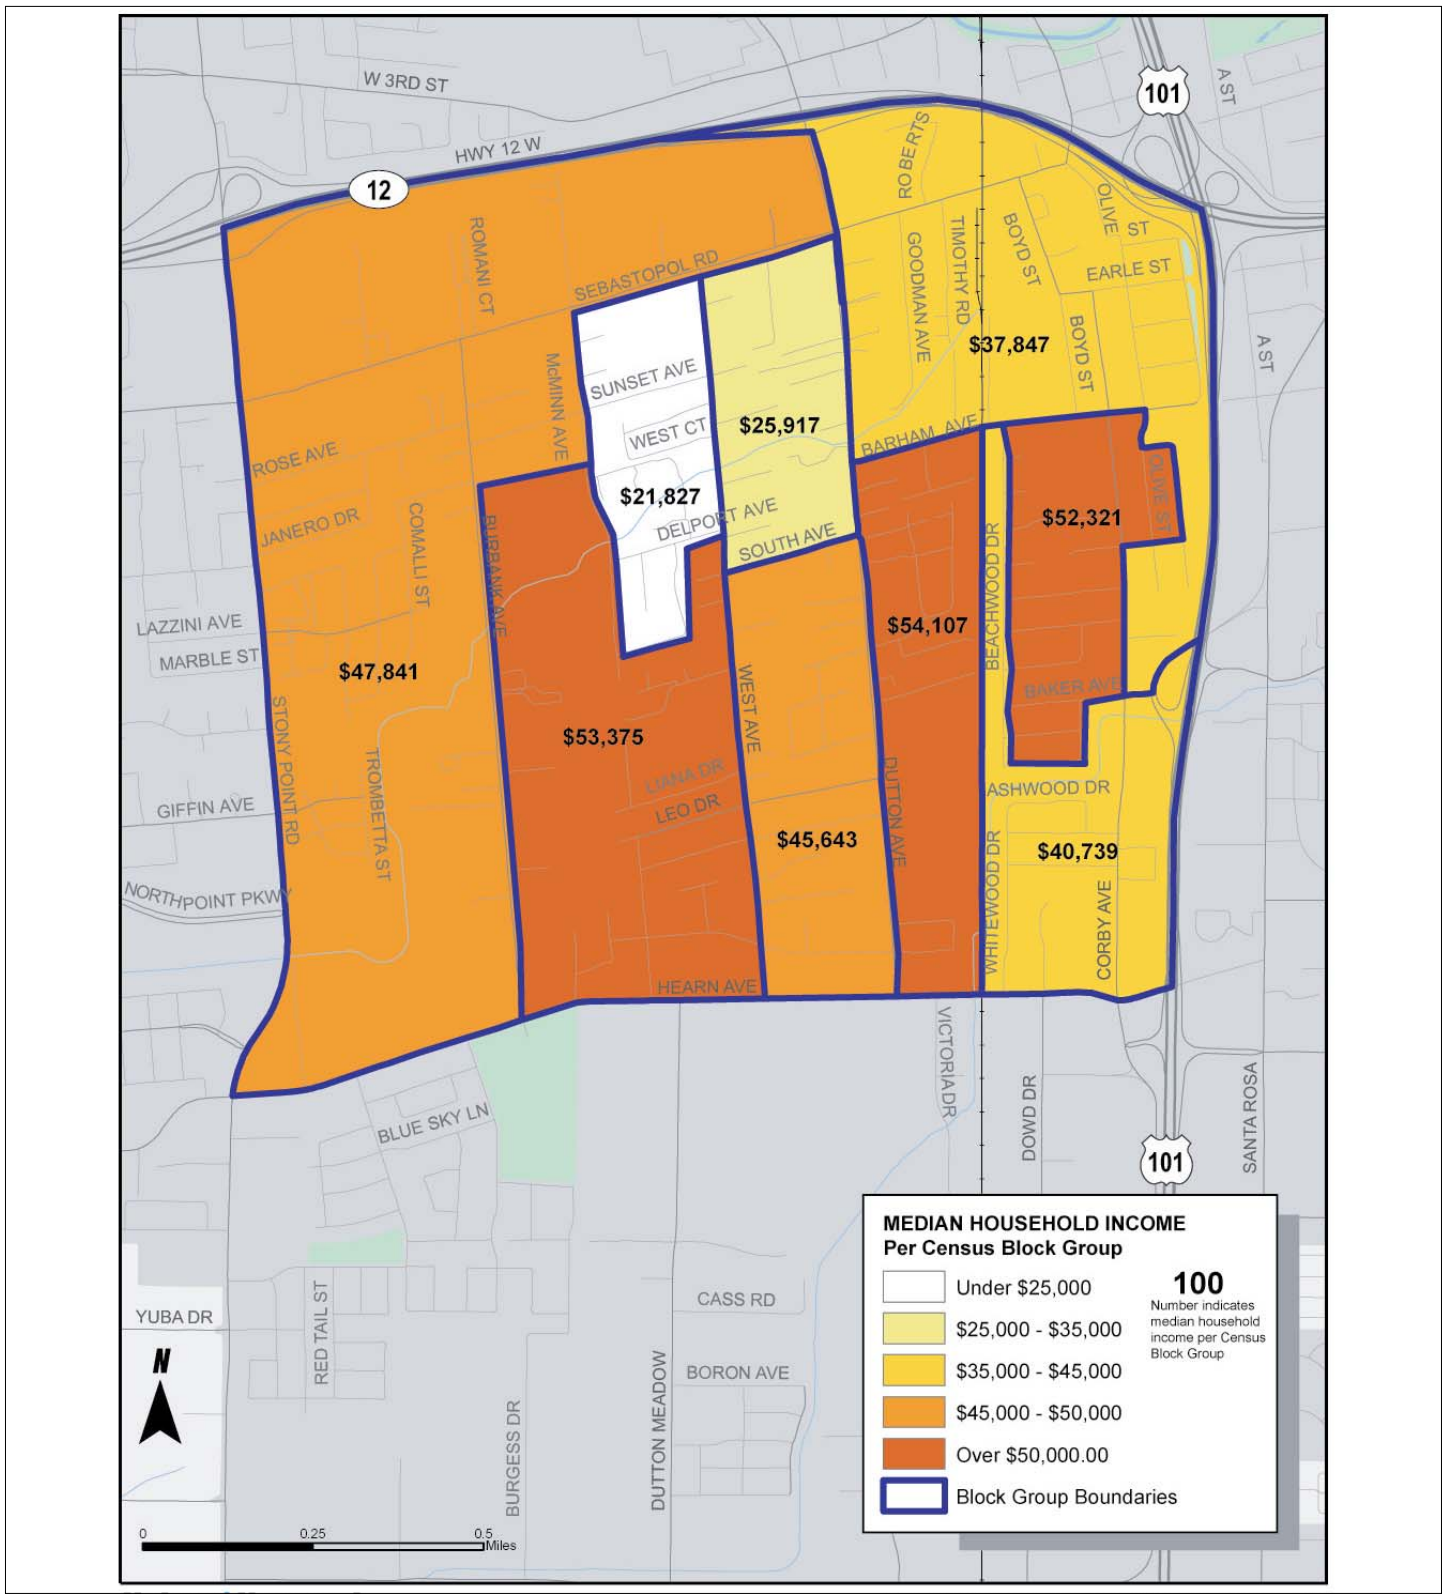 W 3RD ST
101
A ST
HWY 12 W
12
ROBERTS
ROMANI CT
SEBASTOPOL RD
GOODMAN AVE
TIMOTHY RD
BOYD ST
OLIVE ST
EARLE ST
$37,847
BOYD ST
A ST
McMINN AVE
SUNSET AVE
WEST CT
$25,917
BARHAM AVE
ROSE AVE
JANERO DR
COMALLI ST
BURBANK AVE
$21,827
DELPORT AVE
SOUTH AVE
$52,321
OLIVE ST
BEACHWOOD DR
LAZZINI AVE
MARBLE ST
$47,841
$54,107
BAKER AVE
STONY POINT RD
TROMBETTA ST
$53,375
WEST AVE
LIANA DR
LEO DR
DUTTON AVE
ASHWOOD DR
GIFFIN AVE
$45,643
$40,739
WHITEWOOD DR
CORBY AVE
NORTHPOINT PKWY
HEARN AVE
VICTORIA DR
DOWD DR
SANTA ROSA
BLUE SKY LN
101
YUBA DR
RED TAIL ST
CASS RD
BORON AVE
BURGESS DR
DUTTON MEADOW
N
0 0.25 0.5
Miles
MEDIAN HOUSEHOLD INCOME
Per Census Block Group
Under $25,000
$25,000 - $35,000
$35,000 - $45,000
$45,000 - $50,000
Over $50,000.00
Block Group Boundaries
100
Number indicates
median household
income per Census
Block Group